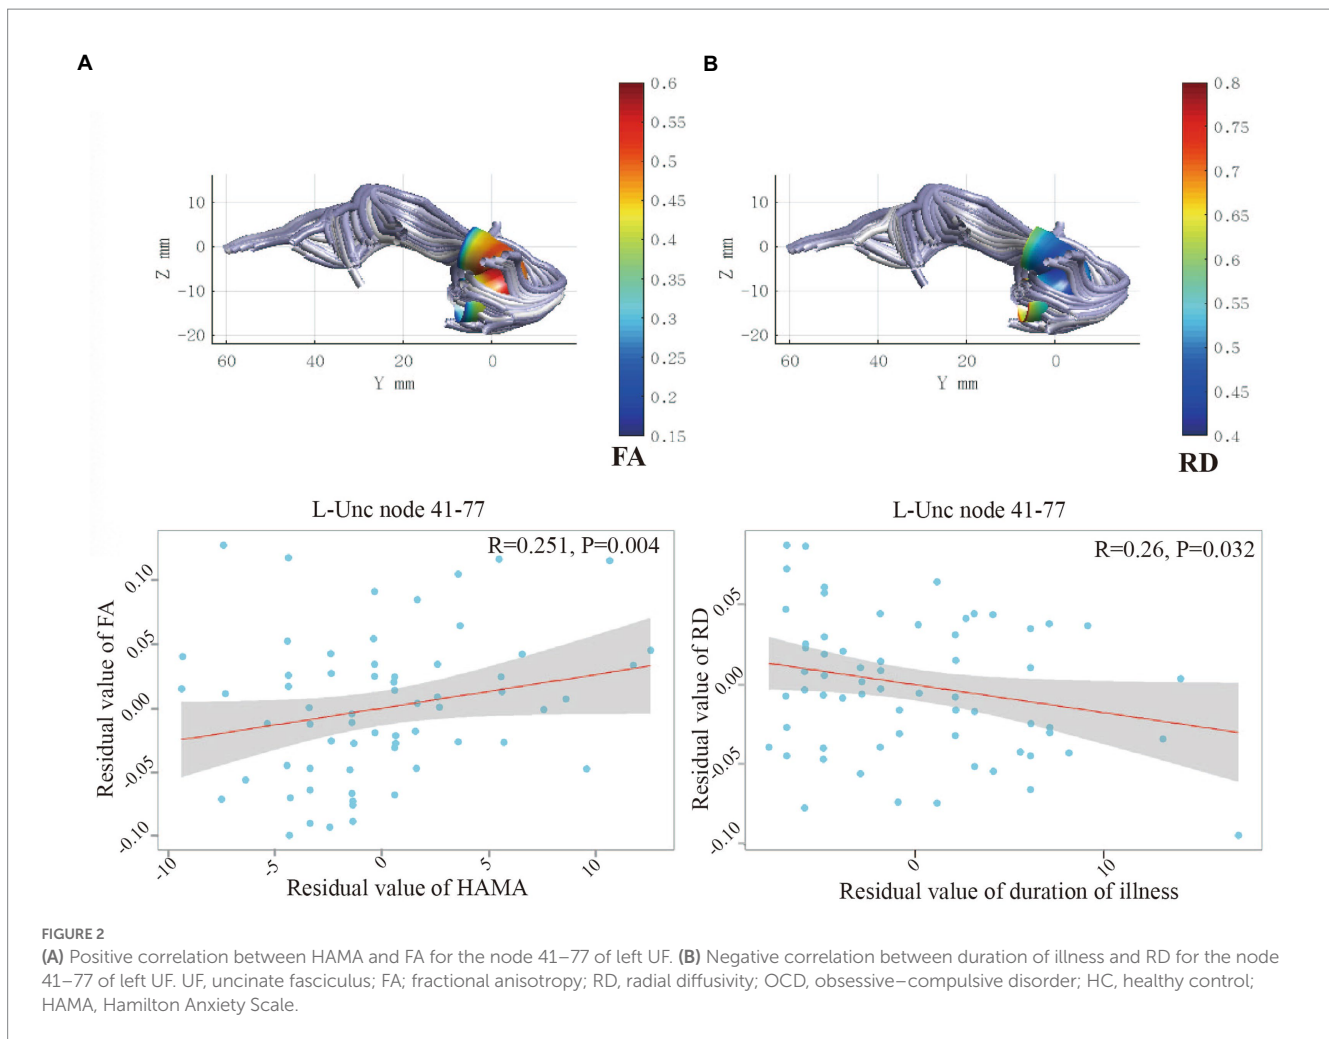 A
B
0.6
0.55
0.5
0.45
0.4
0.35
0.3
0.25
0.2
0.15
FA
10
0
-10
-20
Z mm
60
40
20
0
Y mm
0.8
0.75
0.7
0.65
0.6
0.55
0.5
0.45
0.4
RD
10
0
-10
-20
Z mm
60
40
20
0
Y mm
L-Unc node 41-77
R=0.251, P=0.004
0.10
0.05
0.00
-0.05
-0.10
Residual value of FA
-10
-5
0
5
10
Residual value of HAMA
L-Unc node 41-77
R=0.26, P=0.032
0.05
0.00
-0.05
-0.10
Residual value of RD
0
10
Residual value of duration of illness
FIGURE 2
(A) Positive correlation between HAMA and FA for the node 41–77 of left UF. (B) Negative correlation between duration of illness and RD for the node
41–77 of left UF. UF, uncinate fasciculus; FA; fractional anisotropy; RD, radial diffusivity; OCD, obsessive–compulsive disorder; HC, healthy control;
HAMA, Hamilton Anxiety Scale.